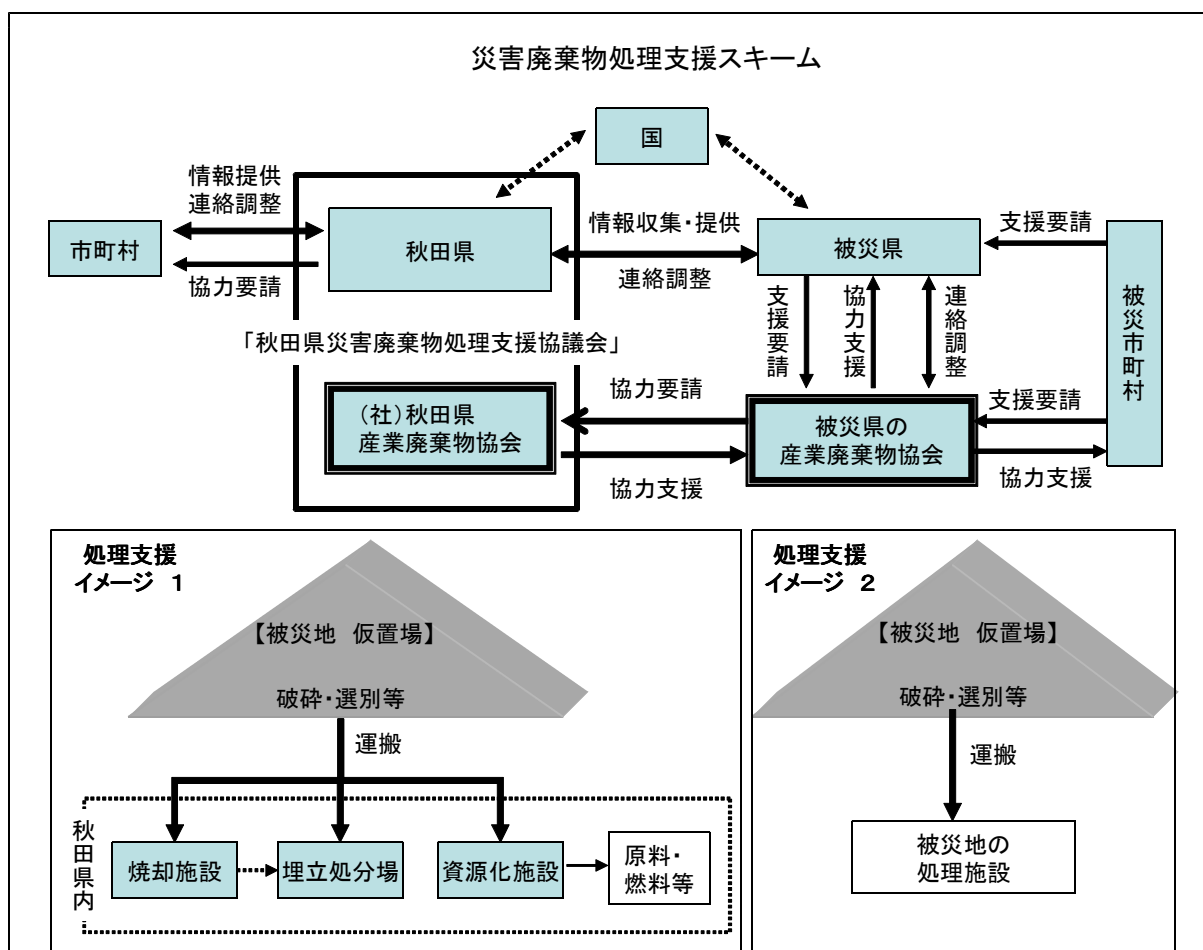 災害廃棄物処理支援スキーム
国
情報提供
連絡調整
市町村
協力要請
秋田県
情報収集・提供
連絡調整
被災県
支援要請
被災市町村
「秋田県災害廃棄物処理支援協議会」
支援要請
協力支援
連絡調整
(社)秋田県
産業廃棄物協会
協力要請
協力支援
被災県の
産業廃棄物協会
支援要請
協力支援
処理支援
イメージ 1
【被災地 仮置場】
破砕・選別等
運搬
秋田県内
焼却施設
埋立処分場
資源化施設
原料・
燃料等
処理支援
イメージ 2
【被災地 仮置場】
破砕・選別等
運搬
被災地の
処理施設